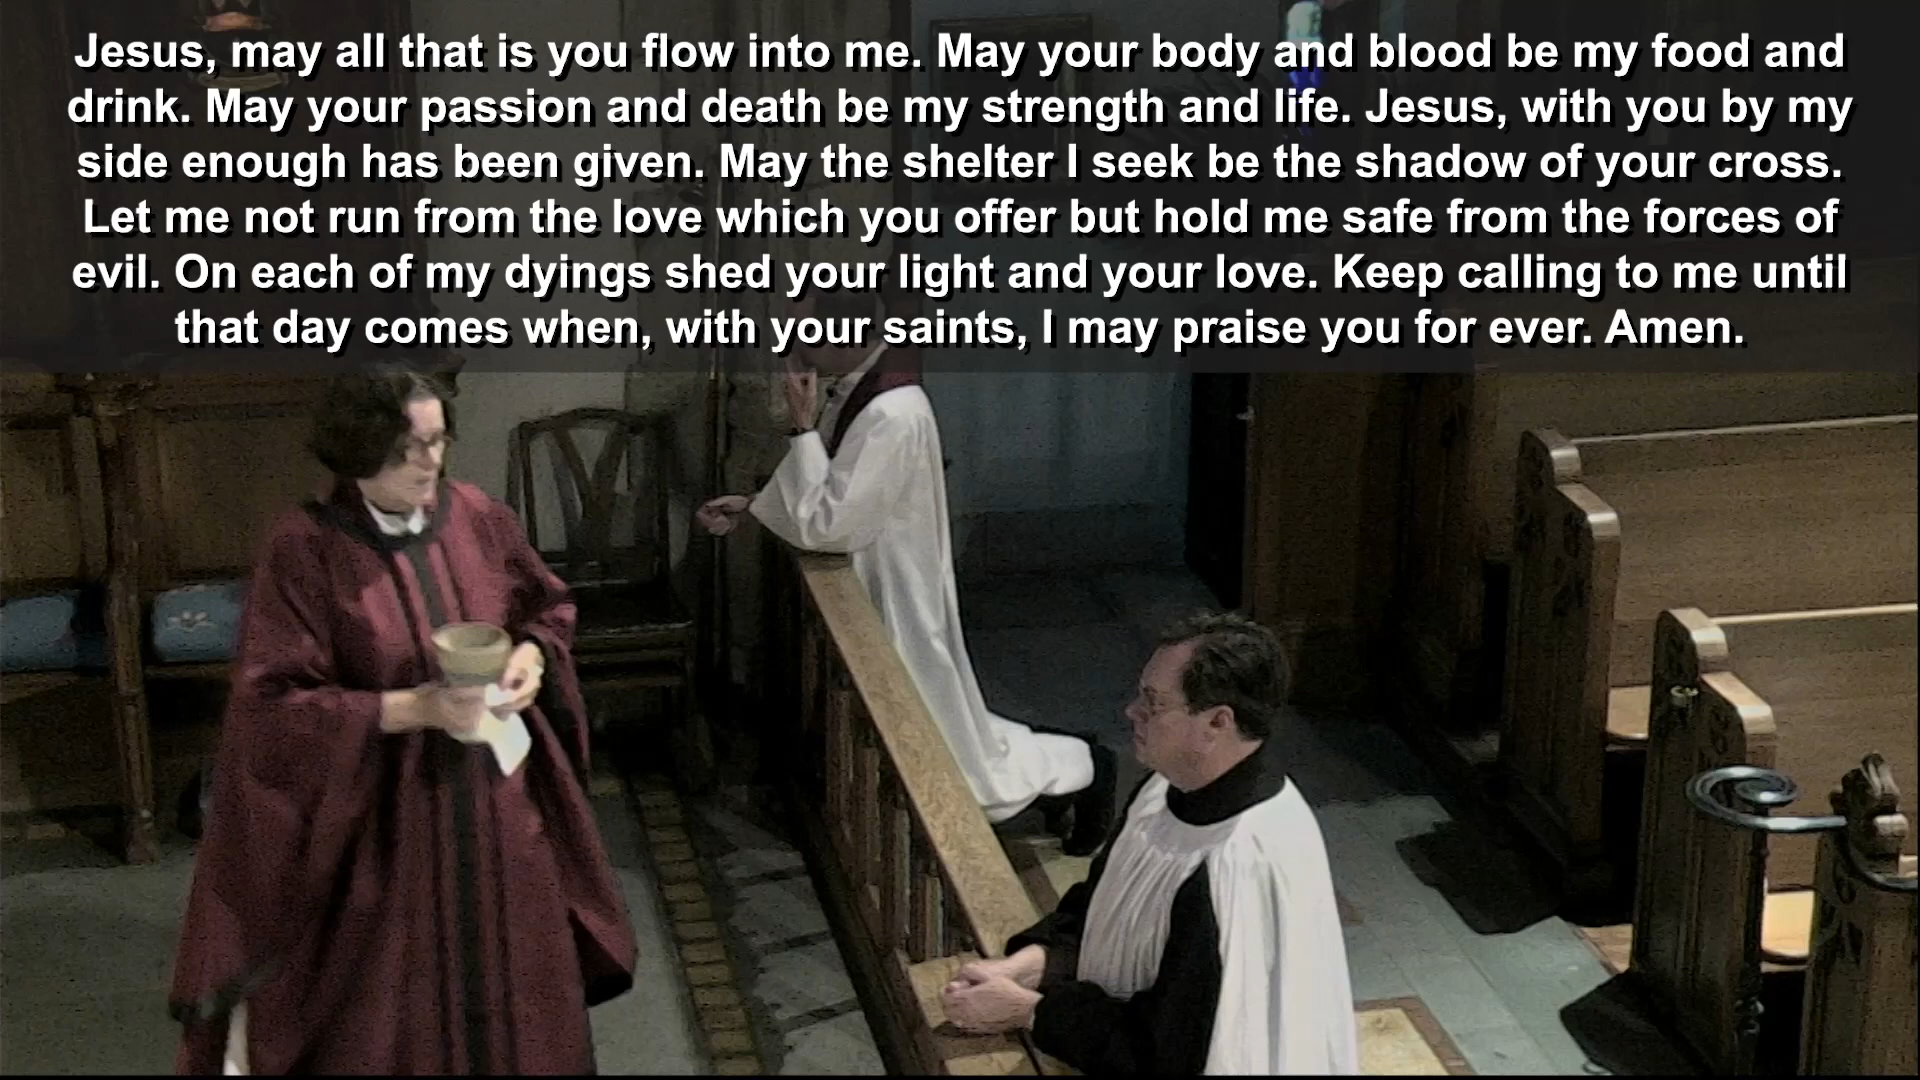 Jesus, may all that is you flow into me. May your body and blood be my food and
drink. May your passion and death be my strength and life. Jesus, with you by my
side enough has been given. May the shelter I seek be the shadow of your cross.
Let me not run from the love which you offer but hold me safe from the forces of
evil. On each of my dyings shed your light and your love. Keep calling to me until
that day comes when, with your saints, I may praise you for ever. Amen.